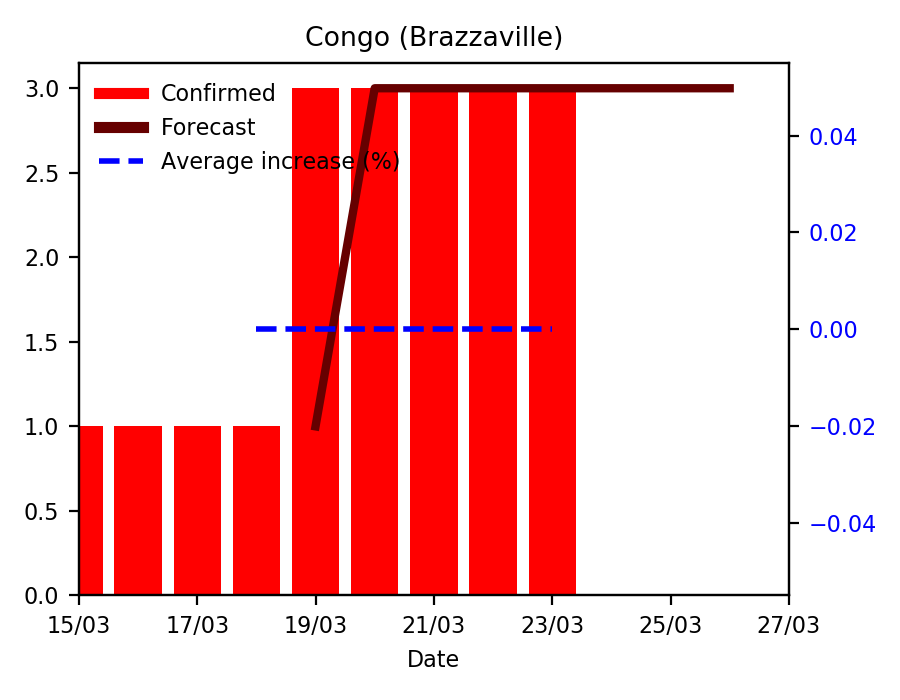 Congo (Brazzaville)
Confirmed
Forecast
Average increase (%)
3.0
2.5
2.0
1.5
1.0
0.5
0.0
0.04
0.02
0.00
−0.02
−0.04
15/03 17/03 19/03 21/03 23/03 25/03 27/03
Date